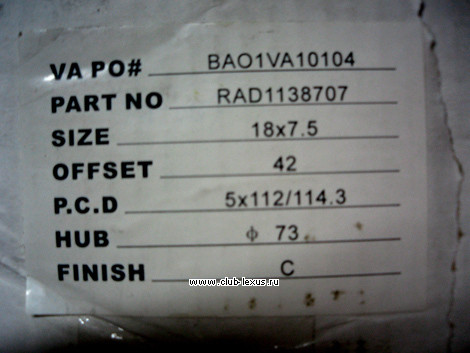 VA PO# BAO1VA10104
PART NO RAD1138707
SIZE 18x7.5
OFFSET 42
P.C.D 5x112/114.3
HUB ϕ 73
FINISH C
www.club-lexus.ru